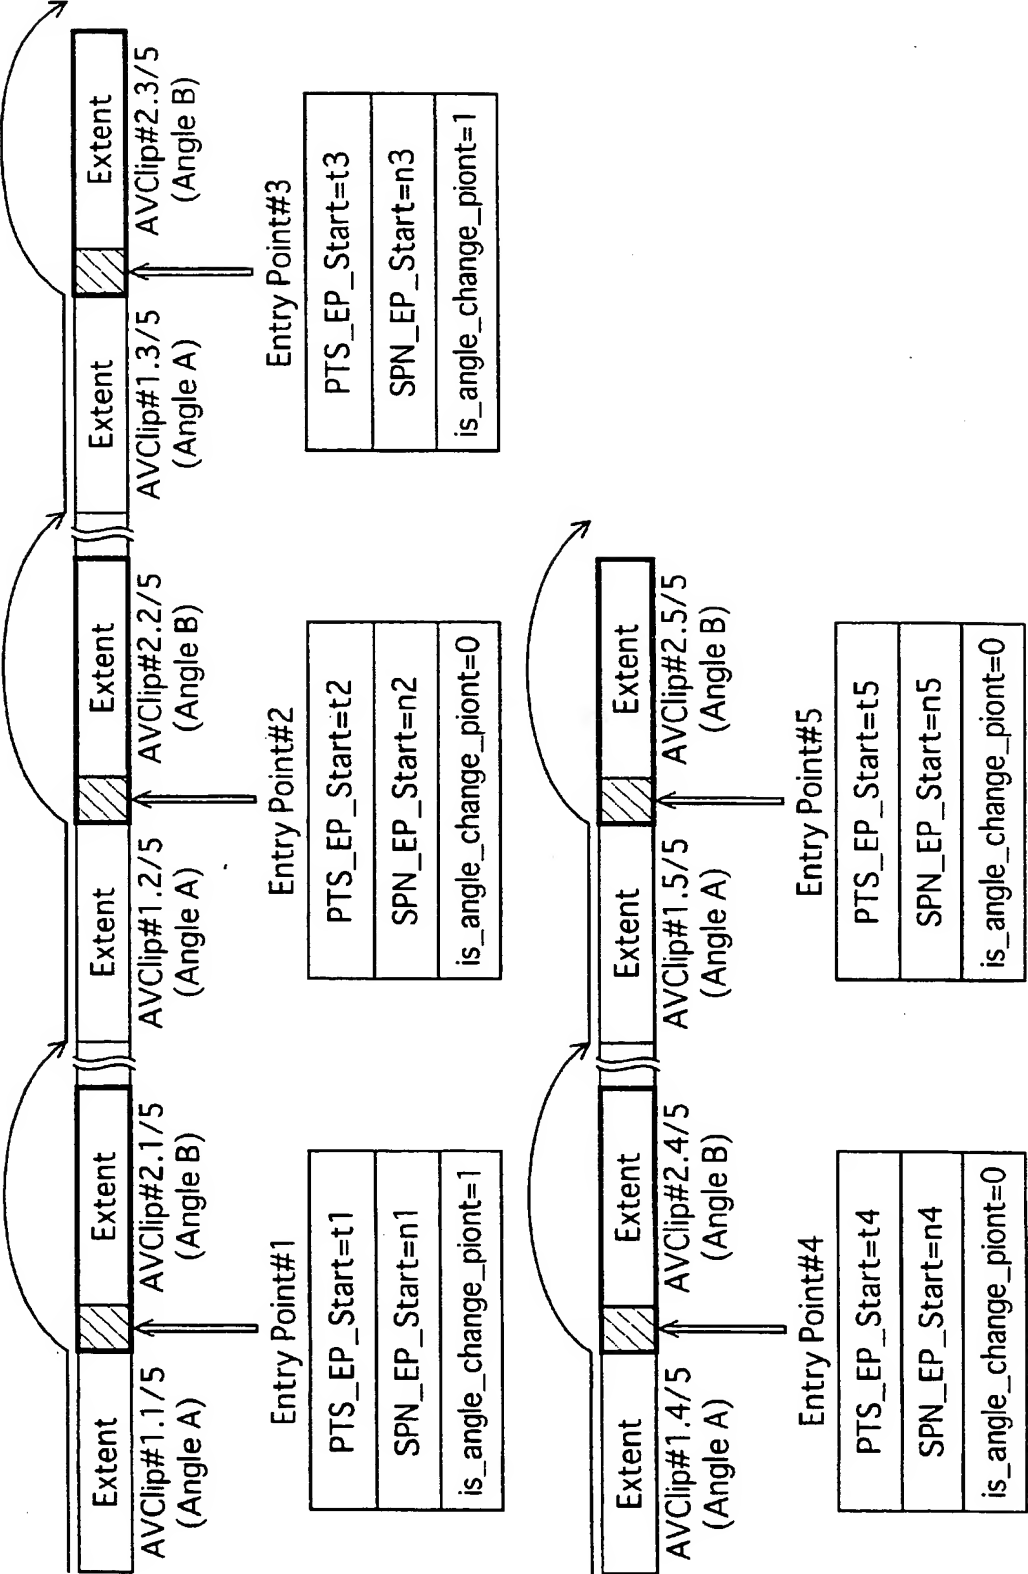 Extent
AVClip#1.1/5
(Angle A)
Extent
AVClip#2.1/5
(Angle B)
Extent
AVClip#1.2/5
(Angle A)
Extent
AVClip#2.2/5
(Angle B)
Extent
AVClip#1.3/5
(Angle A)
Extent
AVClip#2.3/5
(Angle B)
Entry Point#1
PTS_EP_Start=t1
SPN_EP_Start=n1
is_angle_change_piont=1
Entry Point#2
PTS_EP_Start=t2
SPN_EP_Start=n2
is_angle_change_piont=0
Entry Point#3
PTS_EP_Start=t3
SPN_EP_Start=n3
is_angle_change_piont=1
Extent
AVClip#1.4/5
(Angle A)
Extent
AVClip#2.4/5
(Angle B)
Extent
AVClip#1.5/5
(Angle A)
Extent
AVClip#2.5/5
(Angle B)
Entry Point#4
PTS_EP_Start=t4
SPN_EP_Start=n4
is_angle_change_piont=0
Entry Point#5
PTS_EP_Start=t5
SPN_EP_Start=n5
is_angle_change_piont=0